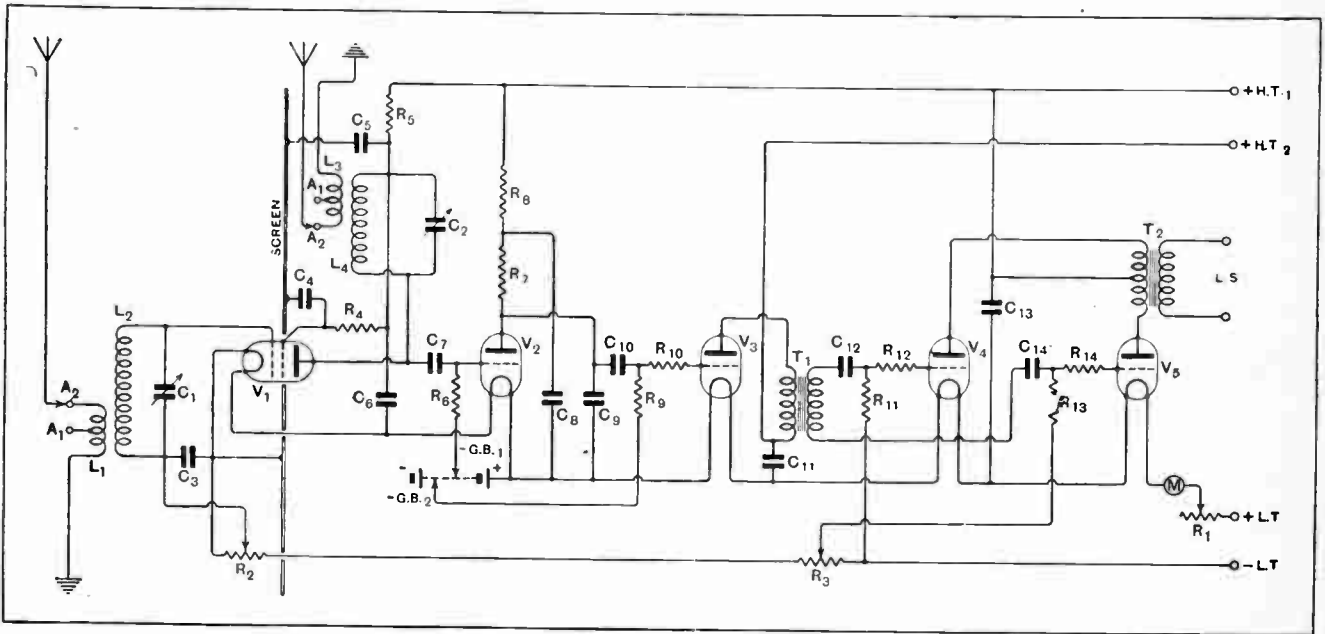 C5
R5
+H.T.1
+H.T2
L3
A1
A2
L4
C2
R8
R7
SCREEN
C4
R4
L2
V1
C1
A2
A1
L1
C3
C7
V2
R6
C6
C8
C9
C10
R10
R9
V3
T1
C11
C12
R12
R11
V4
C13
C14
R14
R13
V5
T2
L.S
-G.B.1
- +
-G.B.2
M
R1
+L.T
R2
R3
-L.T